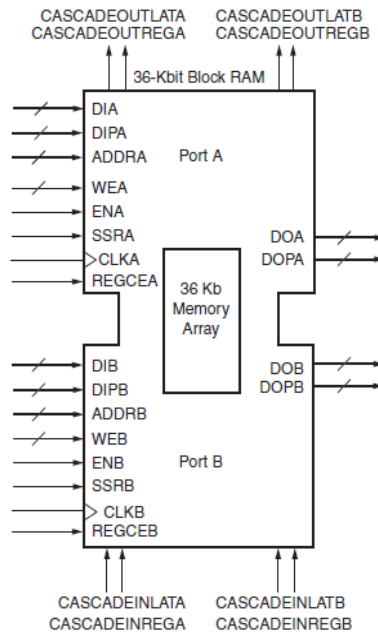 CASCADEOUTLATA CASCADEOUTLATB
CASCADEOUTREGA CASCADEOUTREGB
36-Kbit Block RAM
DIA
DIPA
ADDRA
Port A
WEA
ENA
SSRA
DOA
CLKA
DOPA
REGCEA
36 Kb
Memory
Array
DIB
DOB
DIPB
DOPB
ADDRB
WEB
ENB
Port B
SSRB
CLKB
REGCEB
CASCADEINLATA CASCADEINLATB
CASCADEINREGA CASCADEINREGB